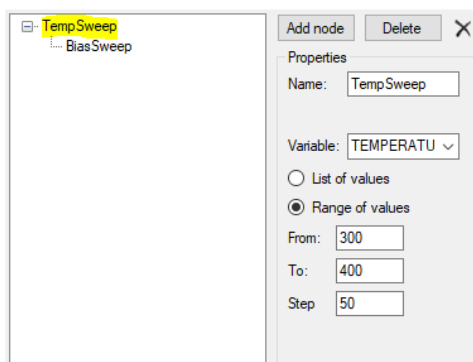 TempSweep
BiasSweep
Add node Delete
Properties
Name: TempSweep
Variable: TEMPERATU
List of values
Range of values
From: 300
To: 400
Step 50